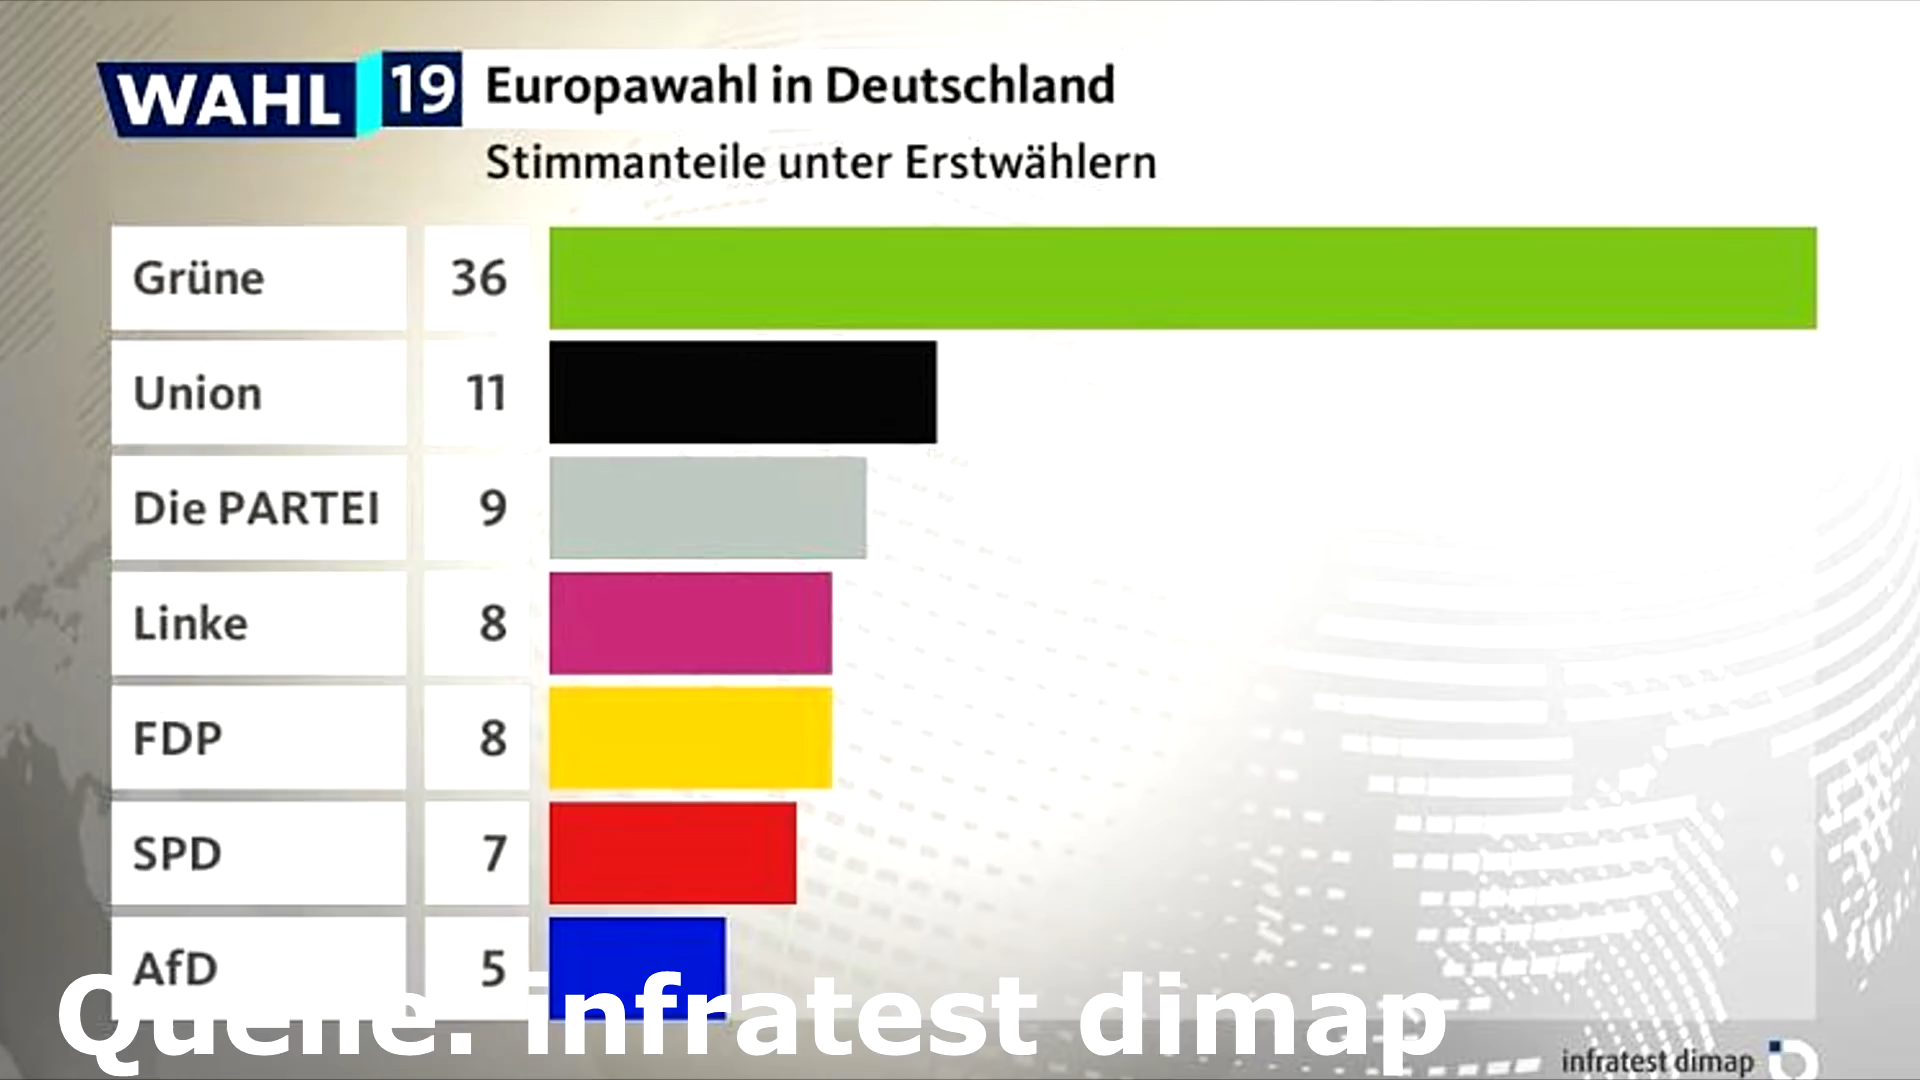 WAHL 19 Europawahl in Deutschland
Stimmanteile unter Erstwählern
Grüne 36
Union 11
Die PARTEI 9
Linke 8
FDP 8
SPD 7
AfD 5
Quelle: infratest dimap
infratest dimap